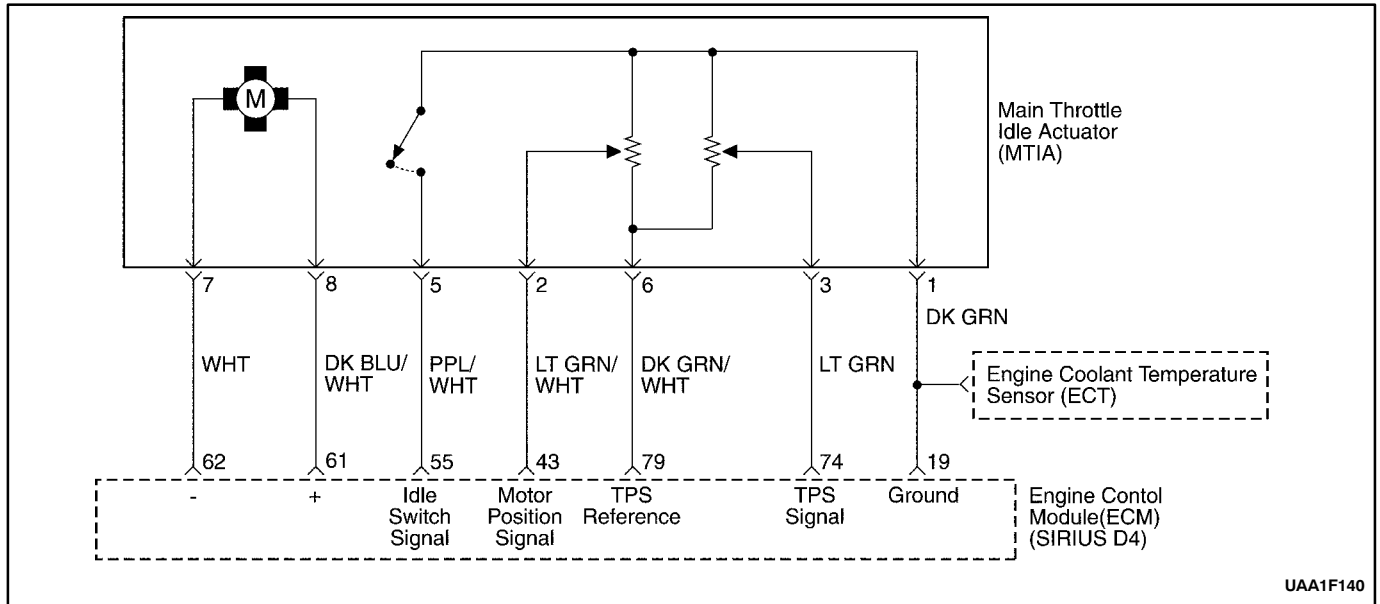 M
Main Throttle
Idle Actuator
(MTIA)
7
8
5
2
6
3
1
DK GRN
WHT
DK BLU/
WHT
PPL/
WHT
LT GRN/
WHT
DK GRN/
WHT
LT GRN
Engine Coolant Temperature
Sensor (ECT)
62
61
55
43
79
74
19
-
+
Idle
Switch
Signal
Motor
Position
Signal
TPS
Reference
TPS
Signal
Ground
Engine Contol
Module(ECM)
(SIRIUS D4)
UAA1F140